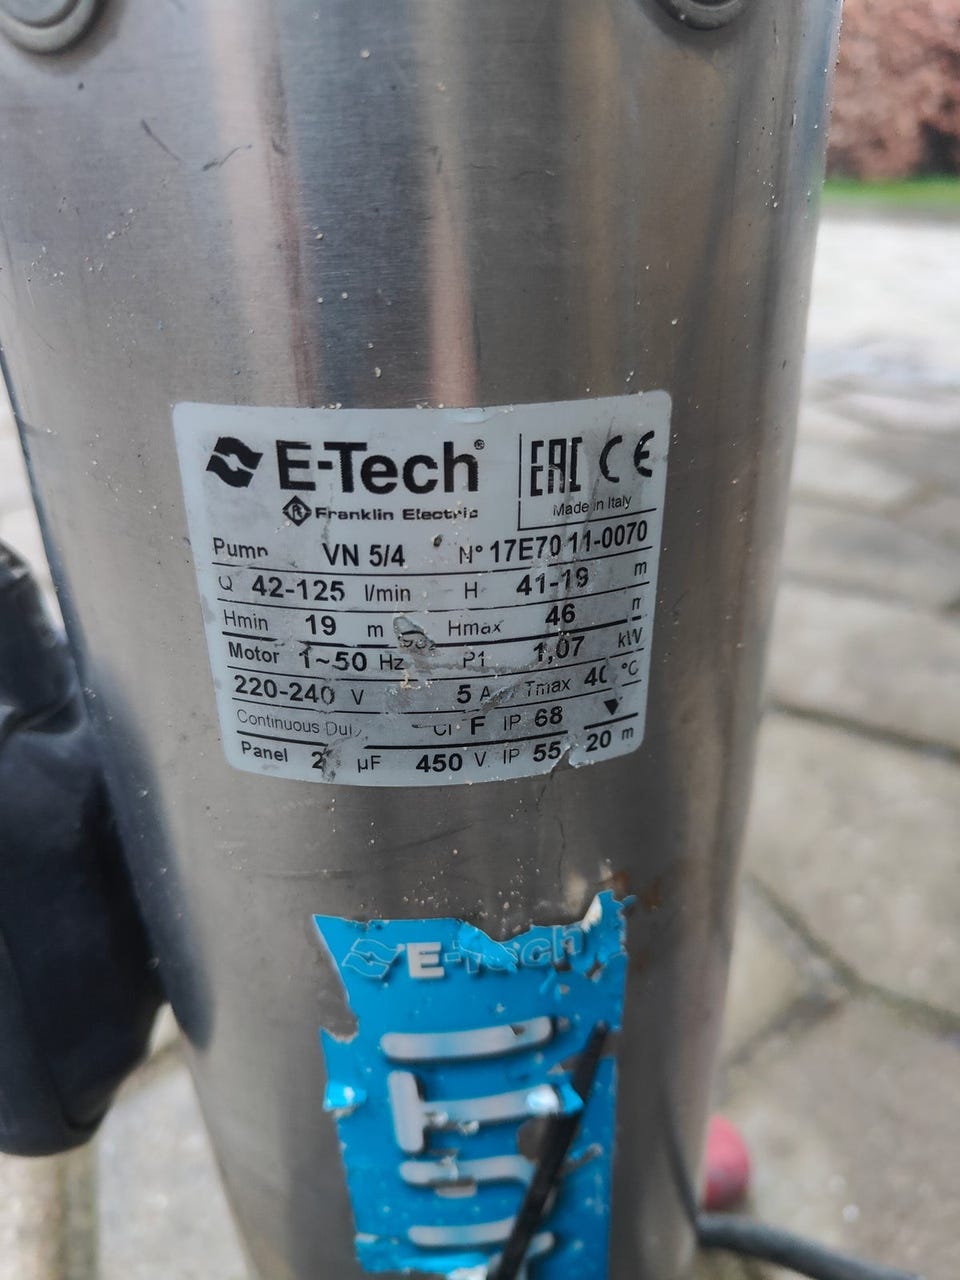 E-Tech®
EAC CE
Franklin Electric
Made in Italy
Pump VN 5/4 N° 17E70 11-0070
Q 42-125 l/min H 41-19 m
Hmin 19 m Hmax 46 m
Motor 1~50 Hz P1 1,07 kW
220-240 V 5 A Tmax °C
Continuous F IP 68
Panel µF 450 V IP 55 20 m
E-Tech